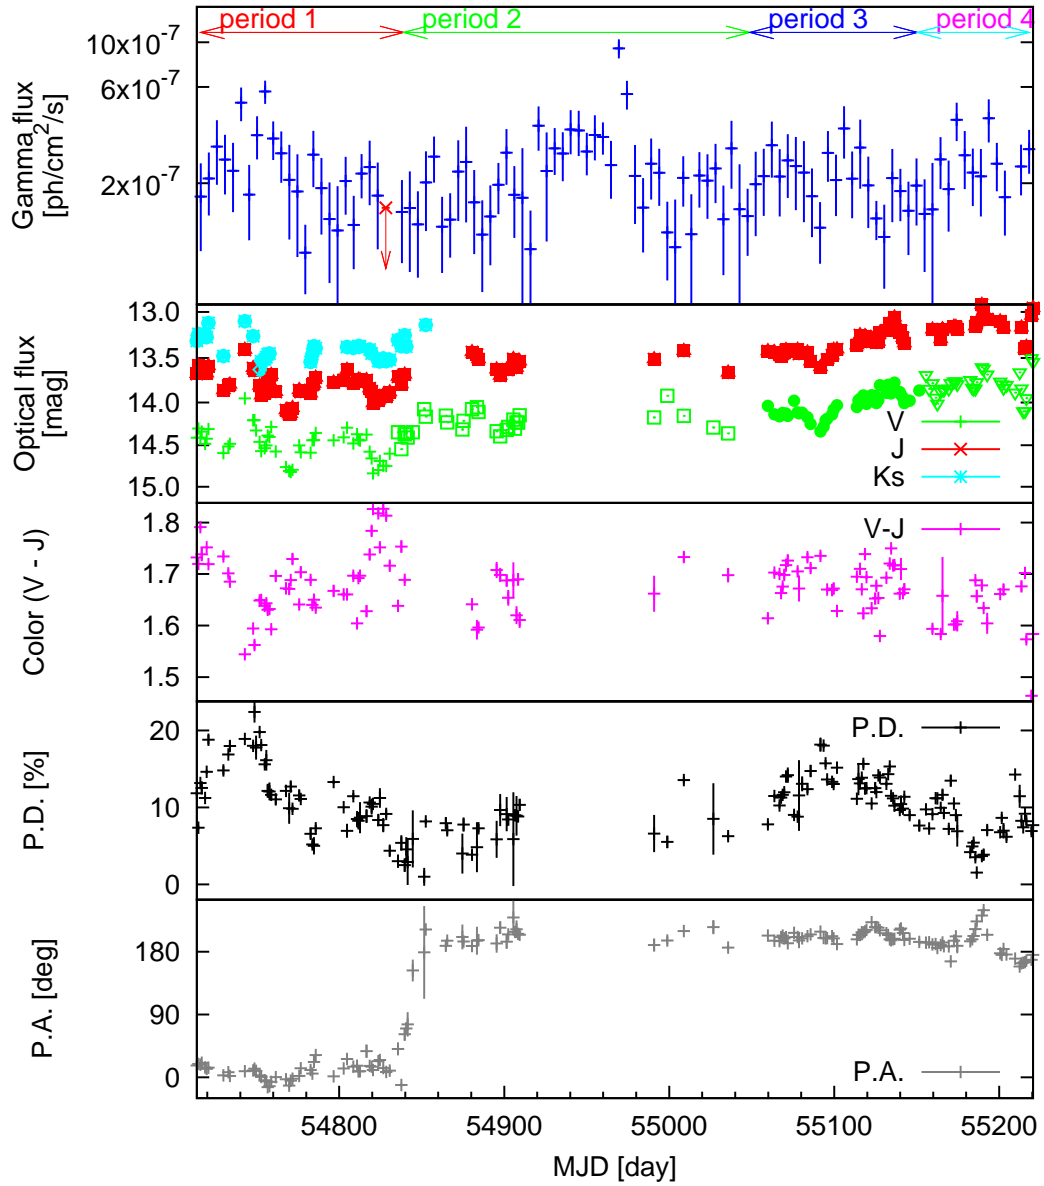 period 1 period 2 period 3 period 4
10x10-7
6x10-7
2x10-7
Gamma flux
[ph/cm2/s]
13.0
13.5
14.0
14.5
15.0
Optical flux
[mag]
V
J
Ks
1.8
1.7
1.6
1.5
Color (V - J)
V-J
20
10
0
P.D. [%]
P.D.
180
90
0
P.A. [deg]
P.A.
54800 54900 55000 55100 55200
MJD [day]